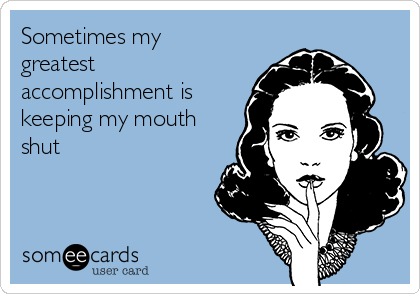 Sometimes my
greatest
accomplishment is
keeping my mouth
shut
someecards
user card